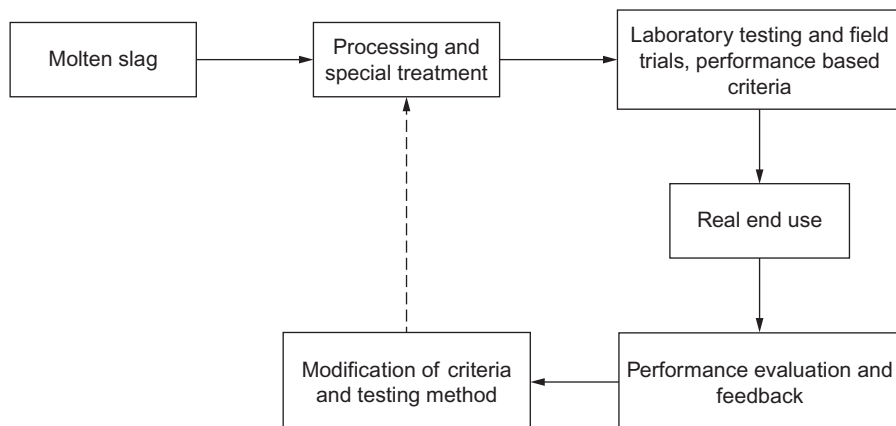 Molten slag
Processing and
special treatment
Laboratory testing and field
trials, performance based
criteria
Real end use
Performance evaluation and
feedback
Modification of criteria
and testing method